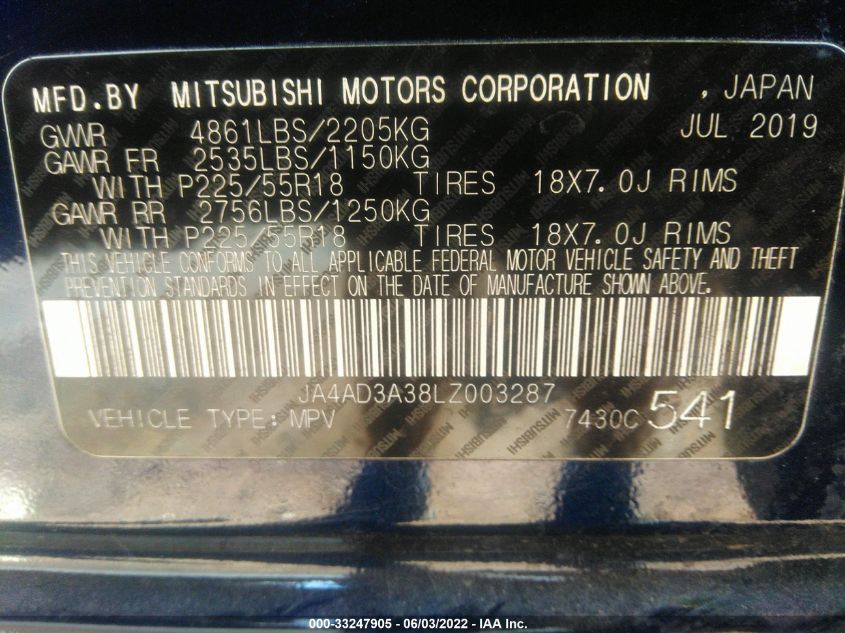 MFD.BY MITSUBISHI MOTORS CORPORATION , JAPAN
GVWR 4861LBS/2205KG JUL 2019
GAWR FR 2535LBS/1150KG
WITH P225/55R18 TIRES 18X7.0J RIMS
GAWR RR 2756LBS/1250KG
WITH P225/55R18 TIRES 18X7.0J RIMS
THIS VEHICLE CONFORMS TO ALL APPLICABLE FEDERAL MOTOR VEHICLE SAFETY AND THEFT
PREVENTION STANDARDS IN EFFECT ON THE DATE OF MANUFACTURE SHOWN ABOVE.
JA4AD3A38LZ003287
VEHICLE TYPE: MPV 7430C 541
000-33247905 - 06/03/2022 - IAA Inc.